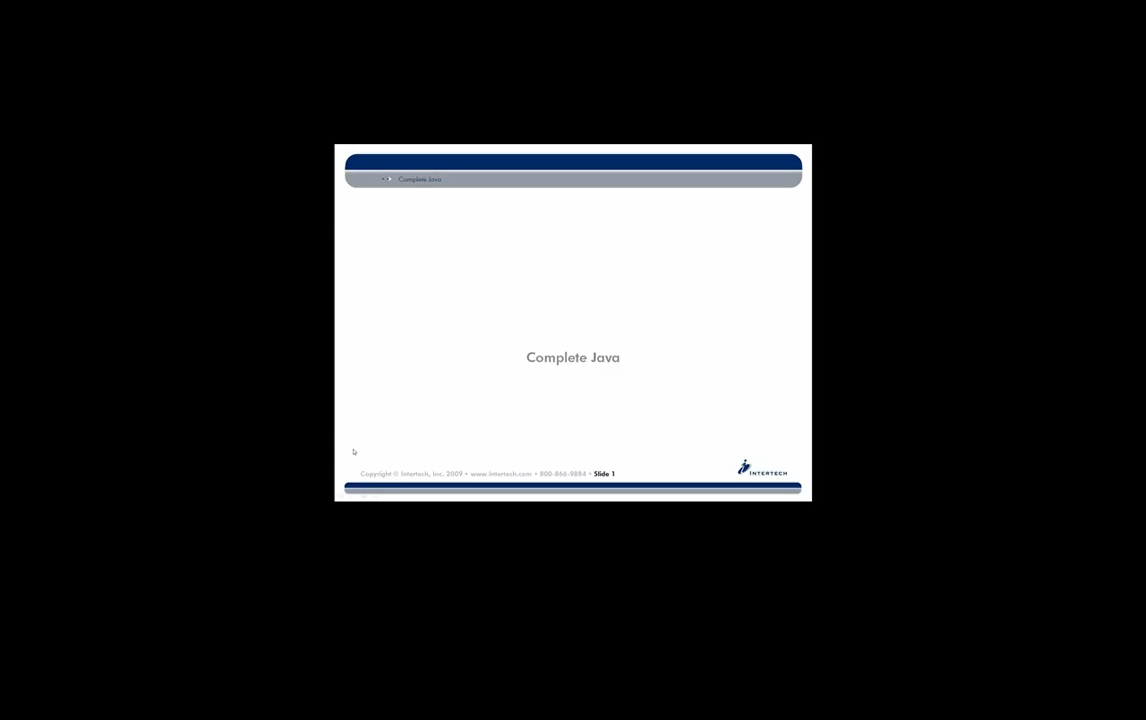 Complete Java
Complete Java
Copyright © Intertech, Inc. 2009 • www.Intertech.com • 800-866-9884 • Slide 1
INTERTECH